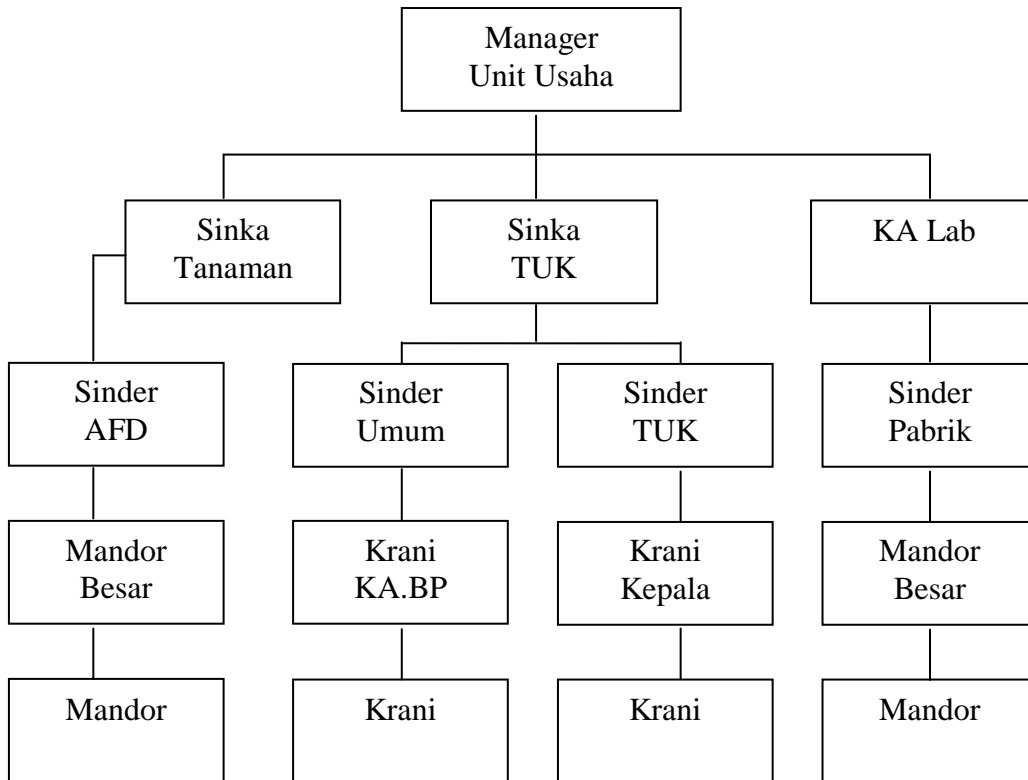 Manager
Unit Usaha
Sinka
Tanaman
Sinka
TUK
KA Lab
Sinder
AFD
Sinder
Umum
Sinder
TUK
Sinder
Pabrik
Mandor
Besar
Krani
KA.BP
Krani
Kepala
Mandor
Besar
Mandor
Krani
Krani
Mandor